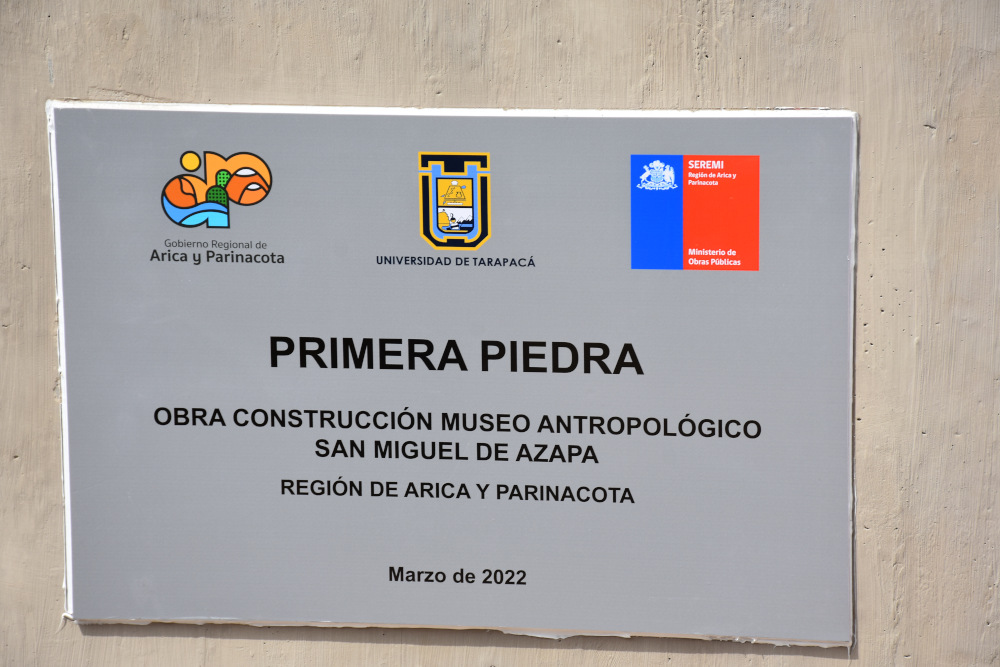 Gobierno Regional de
Arica y Parinacota
UNIVERSIDAD DE TARAPACÁ
SEREMI
Región de Arica y
Parinacota
Ministerio de
Obras Públicas
PRIMERA PIEDRA
OBRA CONSTRUCCIÓN MUSEO ANTROPOLÓGICO
SAN MIGUEL DE AZAPA
REGIÓN DE ARICA Y PARINACOTA
Marzo de 2022